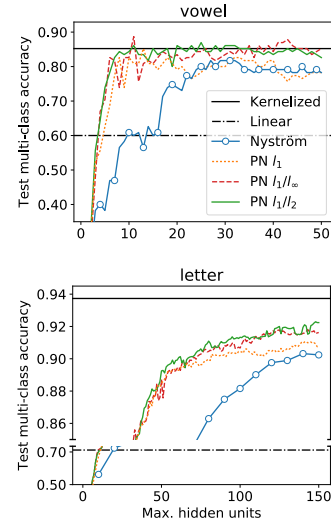 vowel
Test multi-class accuracy
0.90
0.80
0.70
0.60
0.50
0.40
Kernelized
Linear
Nyström
PN l₁
PN l₁/l∞
PN l₁/l₂
0 10 20 30 40 50
letter
Test multi-class accuracy
0.94
0.92
0.90
0.88
0.86
0.70
0.50
0 50 100 150
Max. hidden units